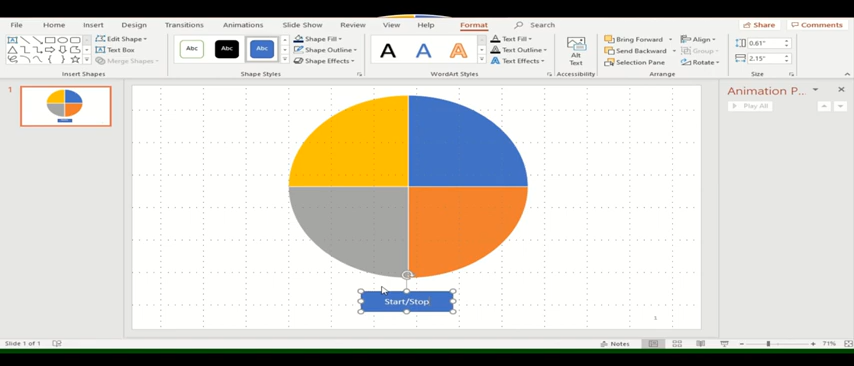 File Home Insert Design Transitions Animations Slide Show Review View Help Format Search Share Comments
Edit Shape
Text Box
Merge Shapes
Insert Shapes
Abc Abc Abc
Shape Fill
Shape Outline
Shape Effects
Shape Styles
A A A
Text Fill
Text Outline
Text Effects
WordArt Styles
Alt
Text
Accessibility
Bring Forward
Send Backward
Selection Pane
Align
Group
Rotate
Arrange
0.61"
2.15"
Size
1
Animation P...
Play All
Start/Stop
Slide 1 of 1 Notes 71%